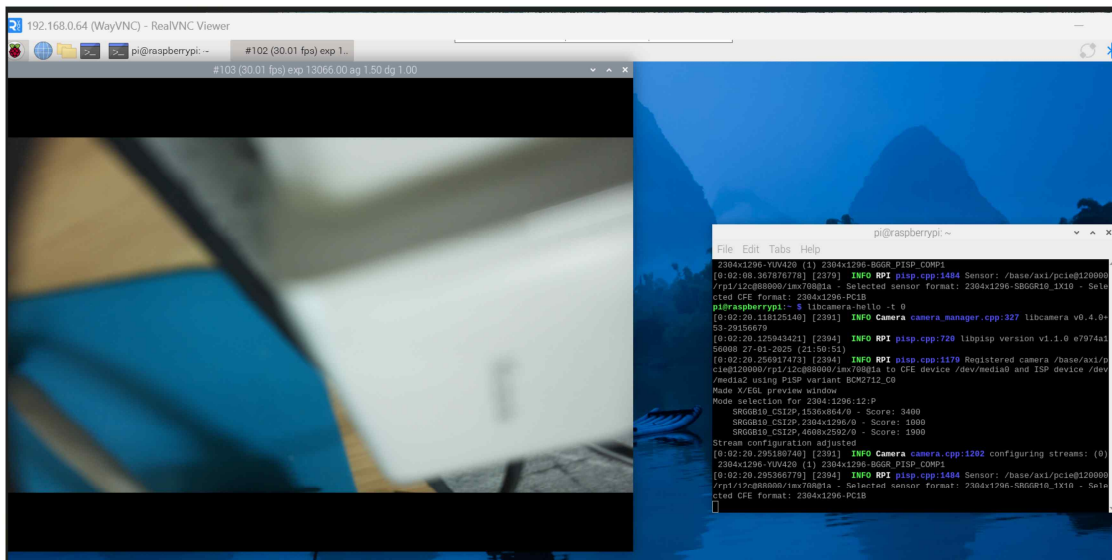 192.168.0.64 (WayVNC) - RealVNC Viewer
pi@raspberrypi: ~
#102 (30.01 fps) exp 1..
#103 (30.01 fps) exp 13066.00 ag 1.50 dg 1.00
pi@raspberrypi: ~
File Edit Tabs Help
2304x1296-YUV420 (1) 2304x1296-BGGR_PISP_COMP1
[0:02:08.367876778] [2379] INFO RPI pisp.cpp:1484 Sensor: /base/axi/pcie@120000
/rp1/i2c@88000/imx708@1a - Selected sensor format: 2304x1296-SBGGR10_1X10 - Sele
cted CFE format: 2304x1296-PC1B
pi@raspberrypi:~ $ libcamera-hello -t 0
[0:02:20.118125140] [2391] INFO Camera camera_manager.cpp:327 libcamera v0.4.0+
53-29156679
[0:02:20.125943421] [2394] INFO RPI pisp.cpp:720 libpisp version v1.1.0 e7974a1
56008 27-01-2025 (21:50:51)
[0:02:20.256917473] [2394] INFO RPI pisp.cpp:1179 Registered camera /base/axi/p
cie@120000/rp1/i2c@88000/imx708@1a to CFE device /dev/media0 and ISP device /dev
/media2 using PiSP variant BCM2712_C0
Made X/EGL preview window
Mode selection for 2304:1296:12:P
SRGGB10_CSI2P,1536x864/0 - Score: 3400
SRGGB10_CSI2P,2304x1296/0 - Score: 1000
SRGGB10_CSI2P,4608x2592/0 - Score: 1900
Stream configuration adjusted
[0:02:20.295180740] [2391] INFO Camera camera.cpp:1202 configuring streams: (0)
2304x1296-YUV420 (1) 2304x1296-BGGR_PISP_COMP1
[0:02:20.295366779] [2394] INFO RPI pisp.cpp:1484 Sensor: /base/axi/pcie@120000
/rp1/i2c@88000/imx708@1a - Selected sensor format: 2304x1296-SBGGR10_1X10 - Sele
cted CFE format: 2304x1296-PC1B